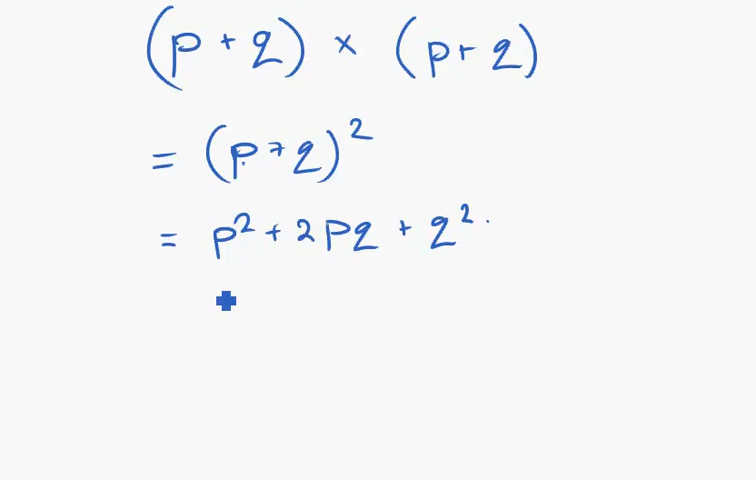 (p + q) × (p + q)
= (p + q)²
= p² + 2pq + q².